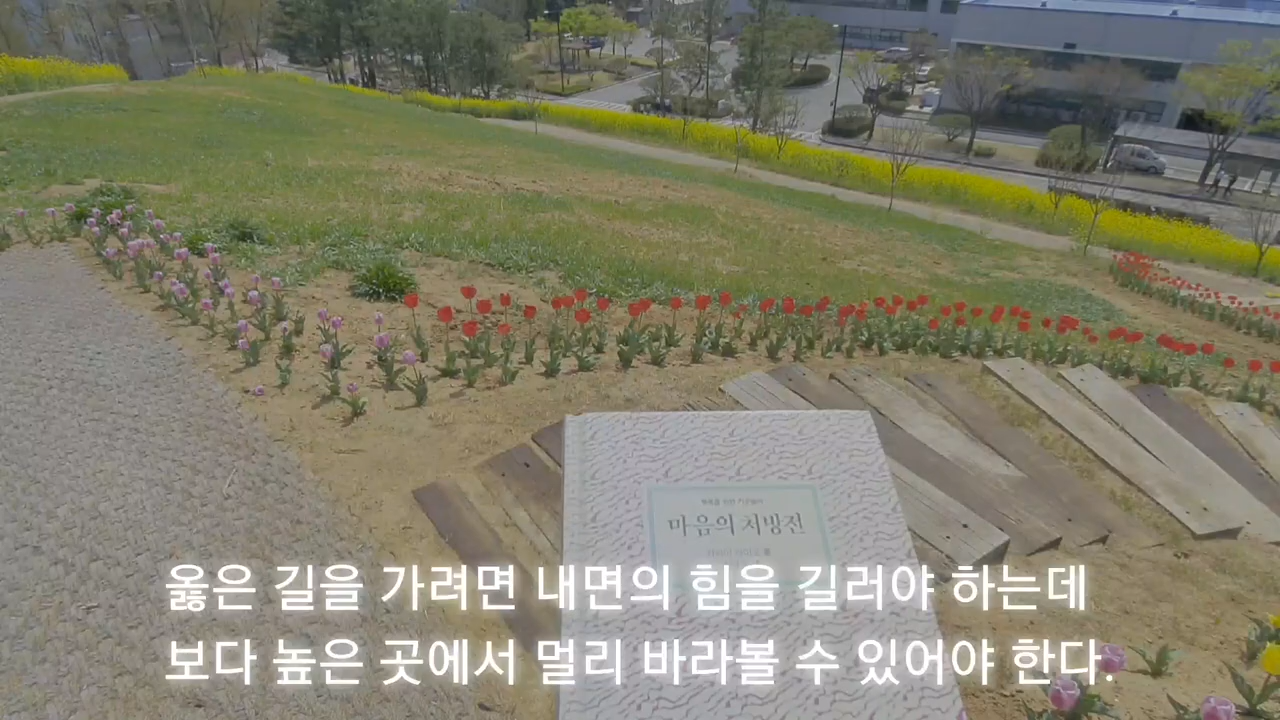 마음의 처방전
옳은 길을 가려면 내면의 힘을 길러야 하는데
보다 높은 곳에서 멀리 바라볼 수 있어야 한다.